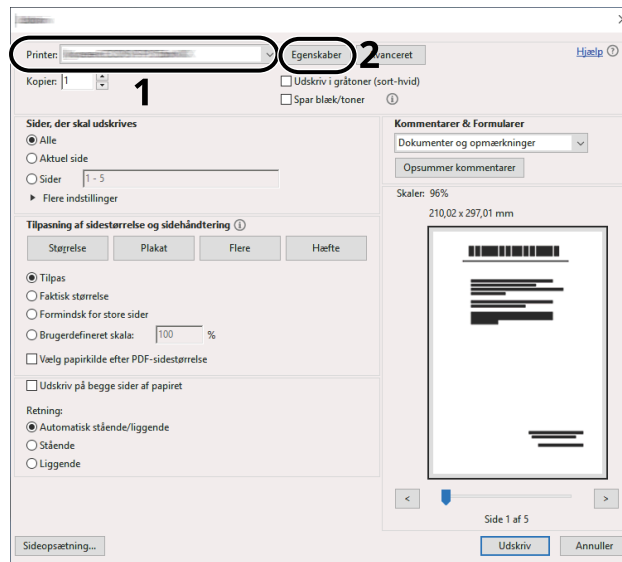 Printer:
Egenskaber
2
vanceret
Hjælp
Kopier: 1
1
Udskriv i gråtoner (sort-hvid)
Spar blæk/toner
Sider, der skal udskrives
Alle
Aktuel side
Sider 1 - 5
Flere indstillinger
Tilpasning af sidestørrelse og sidehåndtering
Størrelse Plakat Flere Hæfte
Tilpas
Faktisk størrelse
Formindsk for store sider
Brugerdefineret skala: 100 %
Vælg papirkilde efter PDF-sidestørrelse
Udskriv på begge sider af papiret
Retning:
Automatisk stående/liggende
Stående
Liggende
Kommentarer & Formularer
Dokumenter og opmærkninger
Opsummer kommentarer
Skaler: 96%
210,02 x 297,01 mm
< >
Side 1 af 5
Sideopsætning...
Udskriv Annuller